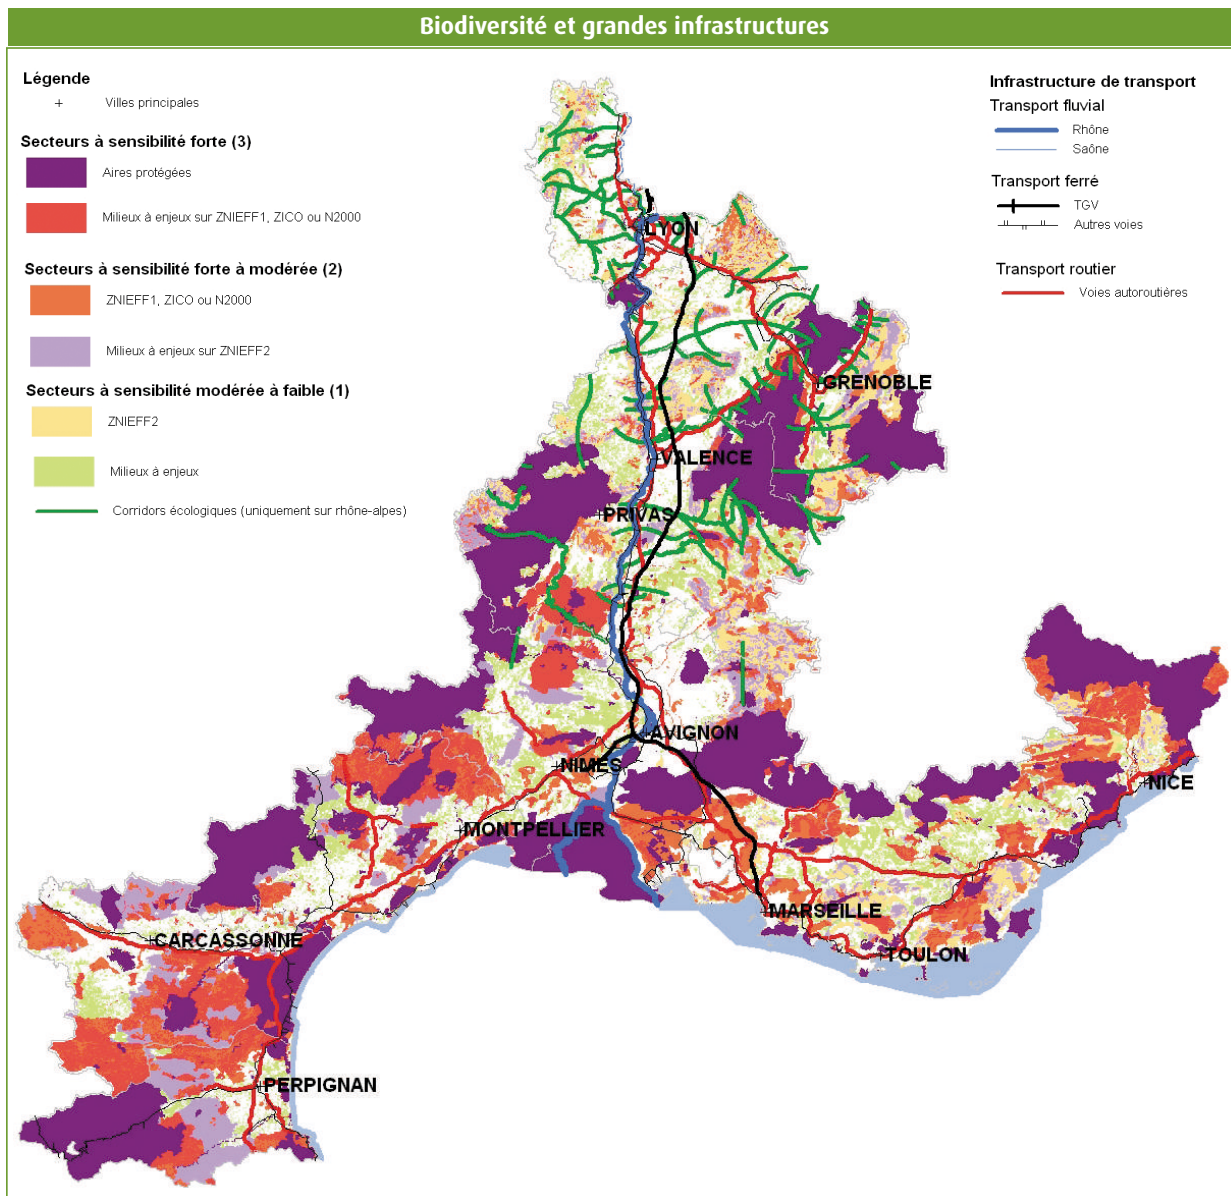 Biodiversité et grandes infrastructures
Légende
Villes principales
Secteurs à sensibilité forte (3)
Aires protégées
Milieux à enjeux sur ZNIEFF1, ZICO ou N2000
Secteurs à sensibilité forte à modérée (2)
ZNIEFF1, ZICO ou N2000
Milieux à enjeux sur ZNIEFF2
Secteurs à sensibilité modérée à faible (1)
ZNIEFF2
Milieux à enjeux
Corridors écologiques (uniquement sur rhône-alpes)
Infrastructure de transport
Transport fluvial
Rhône
Saône
Transport ferré
TGV
Autres voies
Transport routier
Voies autoroutières
LYON
GRENOBLE
VALENCE
PRIVAS
AVIGNON
NIMES
NICE
MONTPELLIER
MARSEILLE
CARCASSONNE
TOULON
PERPIGNAN